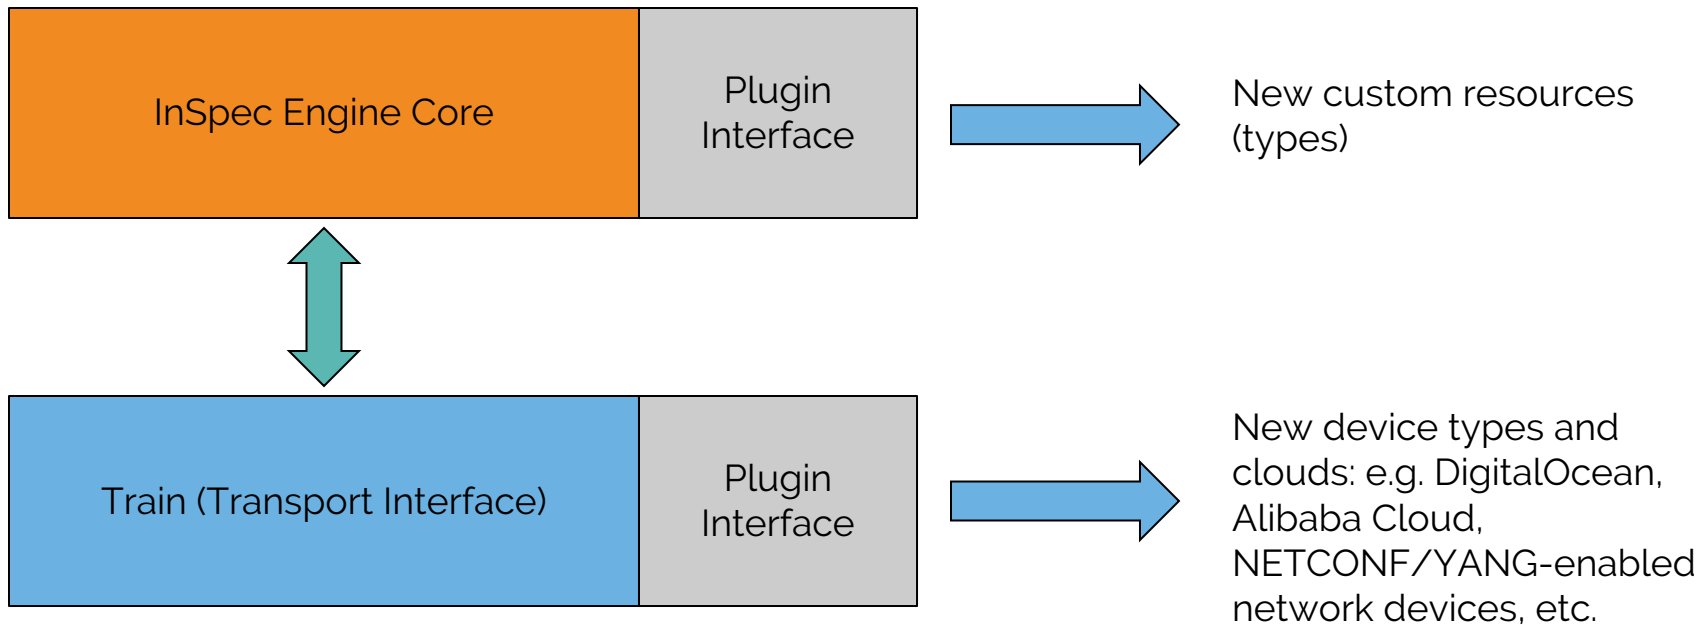 InSpec Engine Core
Plugin
Interface
New custom resources
(types)
Train (Transport Interface)
Plugin
Interface
New device types and
clouds: e.g. DigitalOcean,
Alibaba Cloud,
NETCONF/YANG-enabled
network devices, etc.